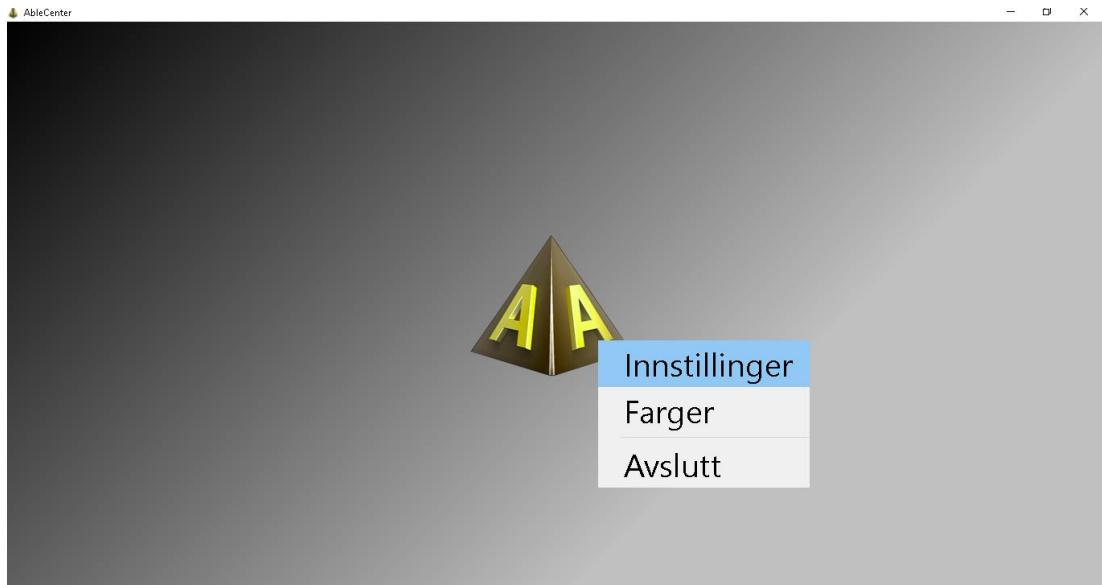 AbleCenter
A A
Innstillinger
Farger
Avslutt